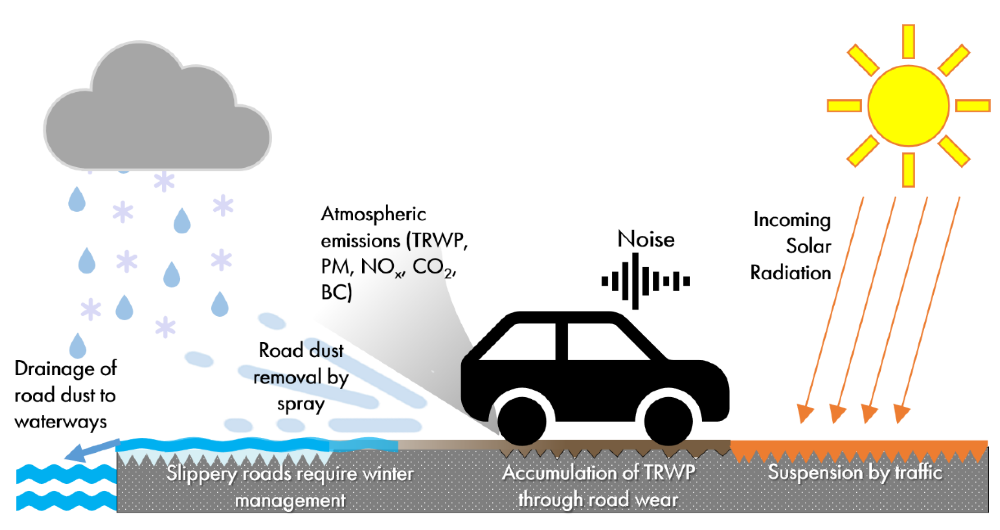 Atmospheric
emissions (TRWP,
PM, NOₓ, CO₂,
BC)
Noise
Incoming
Solar
Radiation
Road dust
removal by
spray
Drainage of
road dust to
waterways
Slippery roads require winter
management
Accumulation of TRWP
through road wear
Suspension by traffic